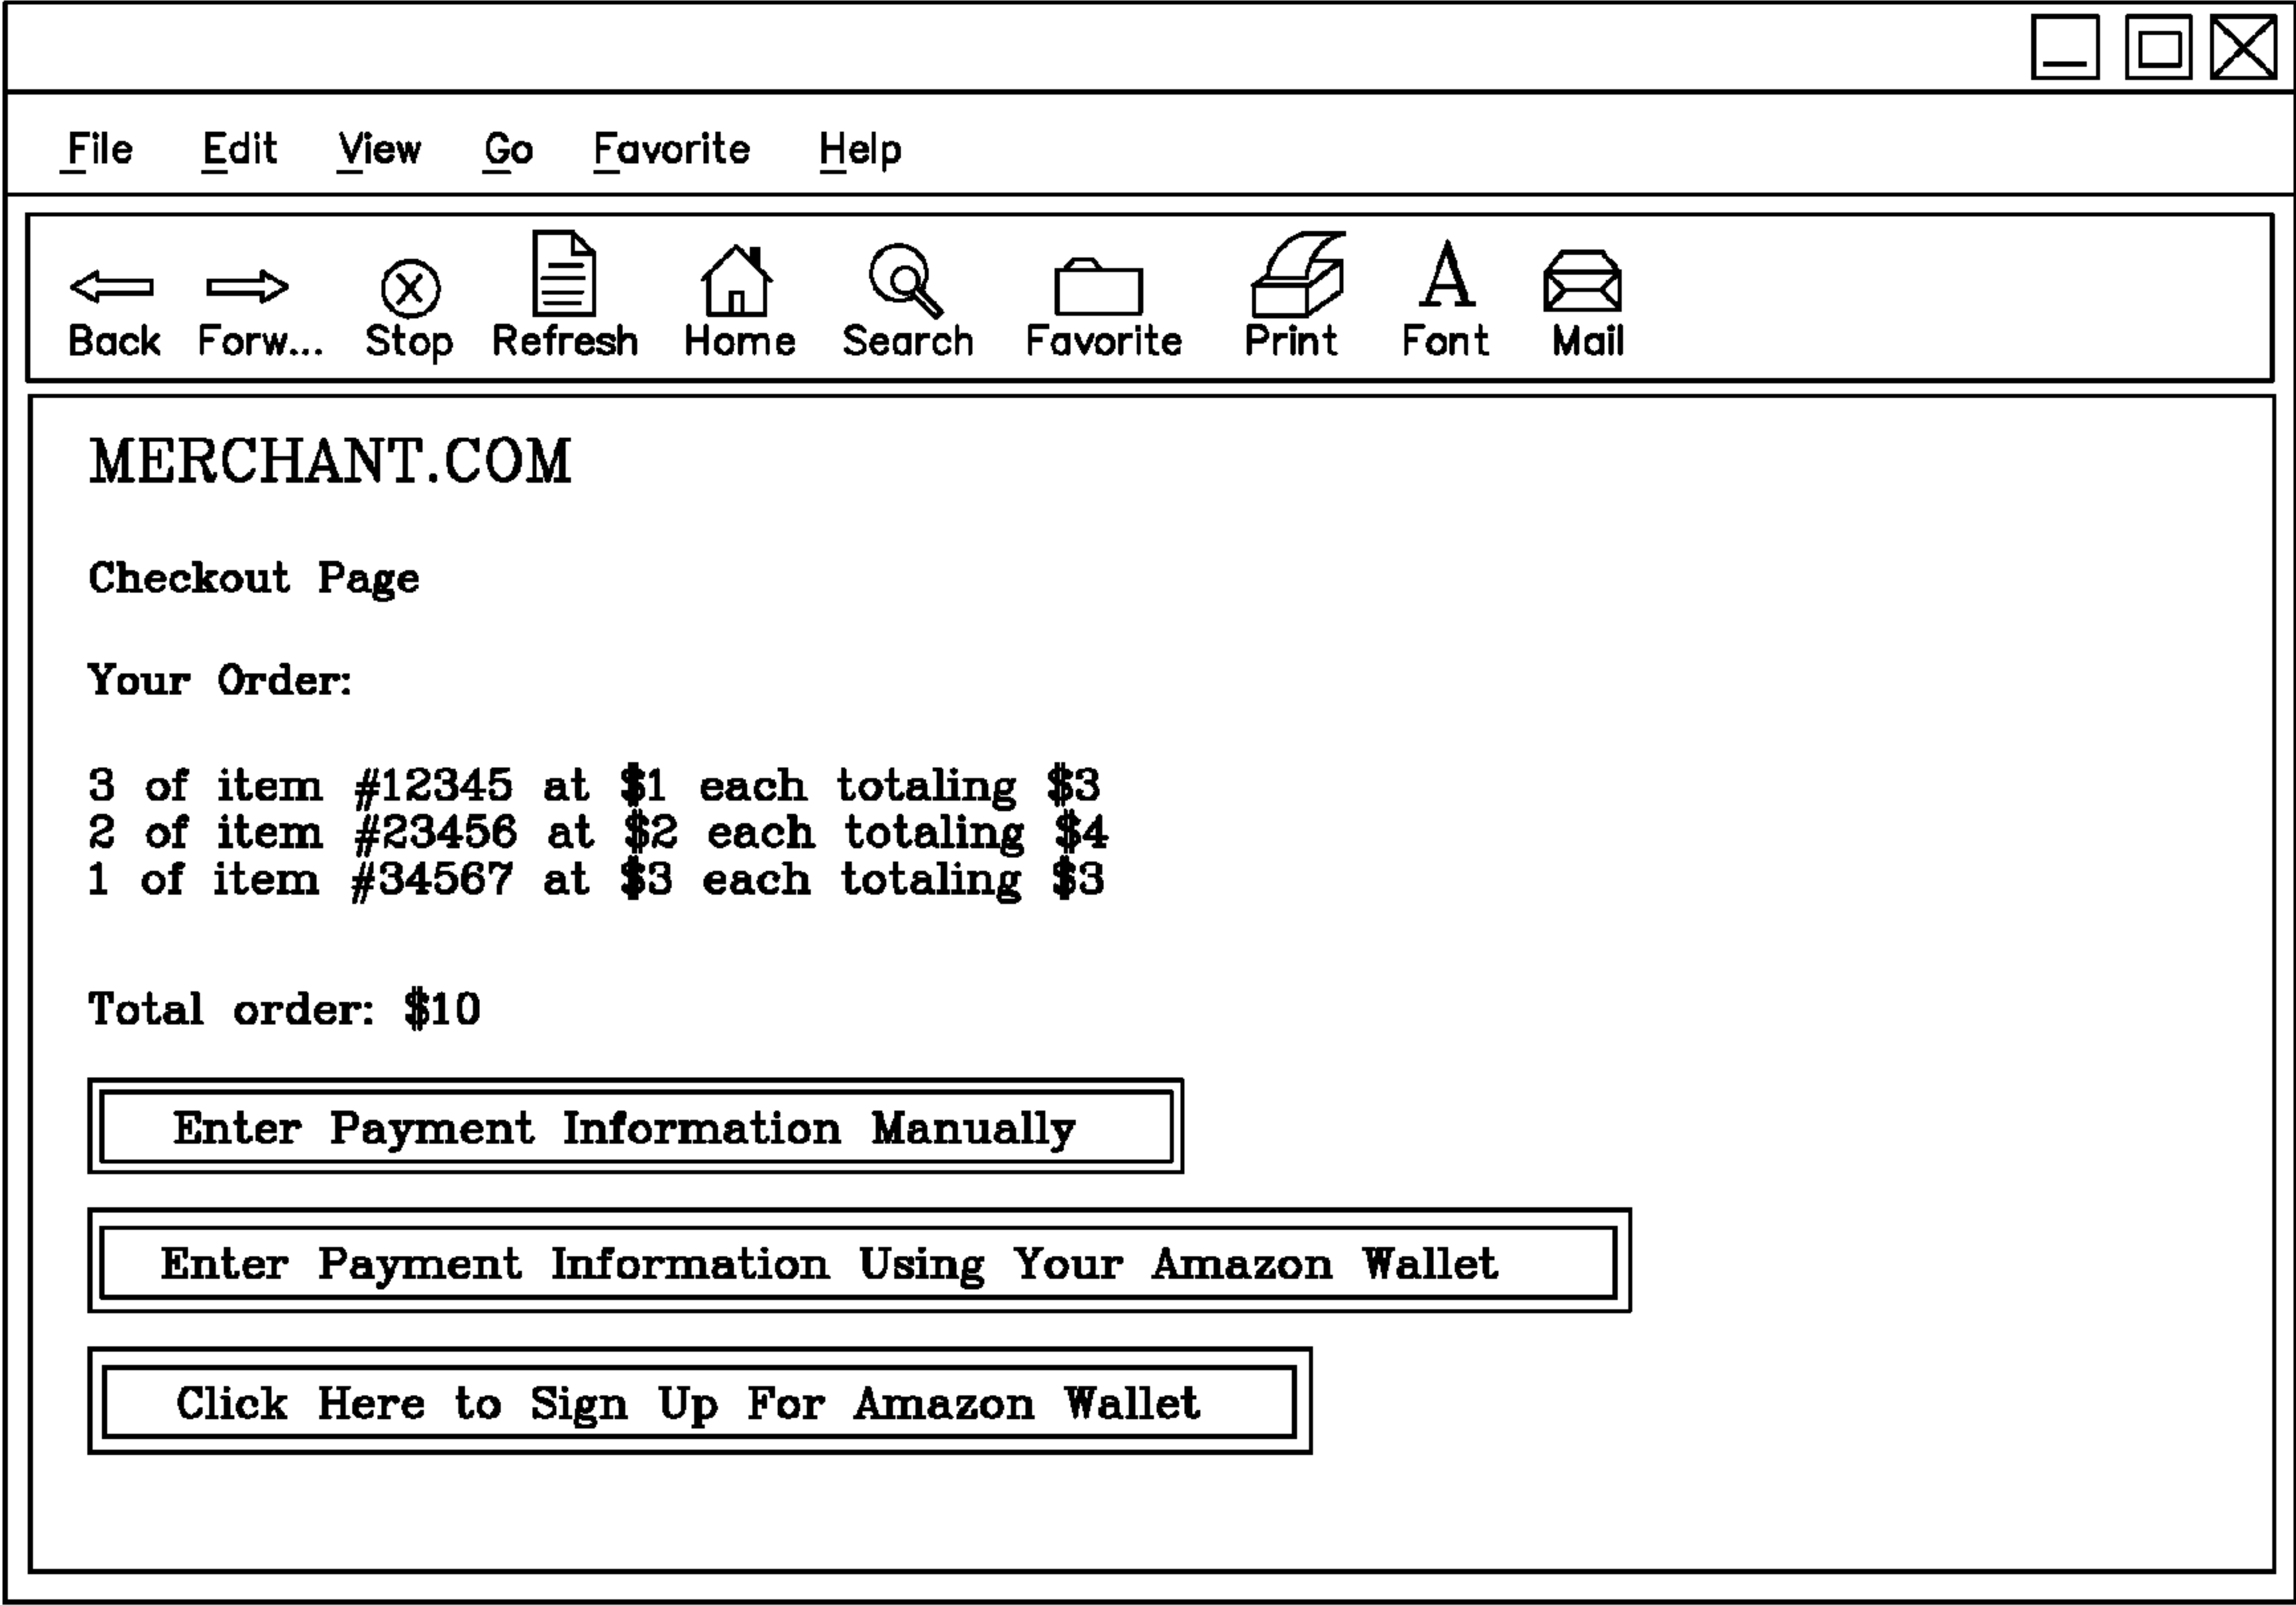 File Edit View Go Favorite Help
Back Forw... Stop Refresh Home Search Favorite Print Font Mail
MERCHANT.COM
Checkout Page
Your Order:
3 of item #12345 at $1 each totaling $3
2 of item #23456 at $2 each totaling $4
1 of item #34567 at $3 each totaling $3
Total order: $10
Enter Payment Information Manually
Enter Payment Information Using Your Amazon Wallet
Click Here to Sign Up For Amazon Wallet